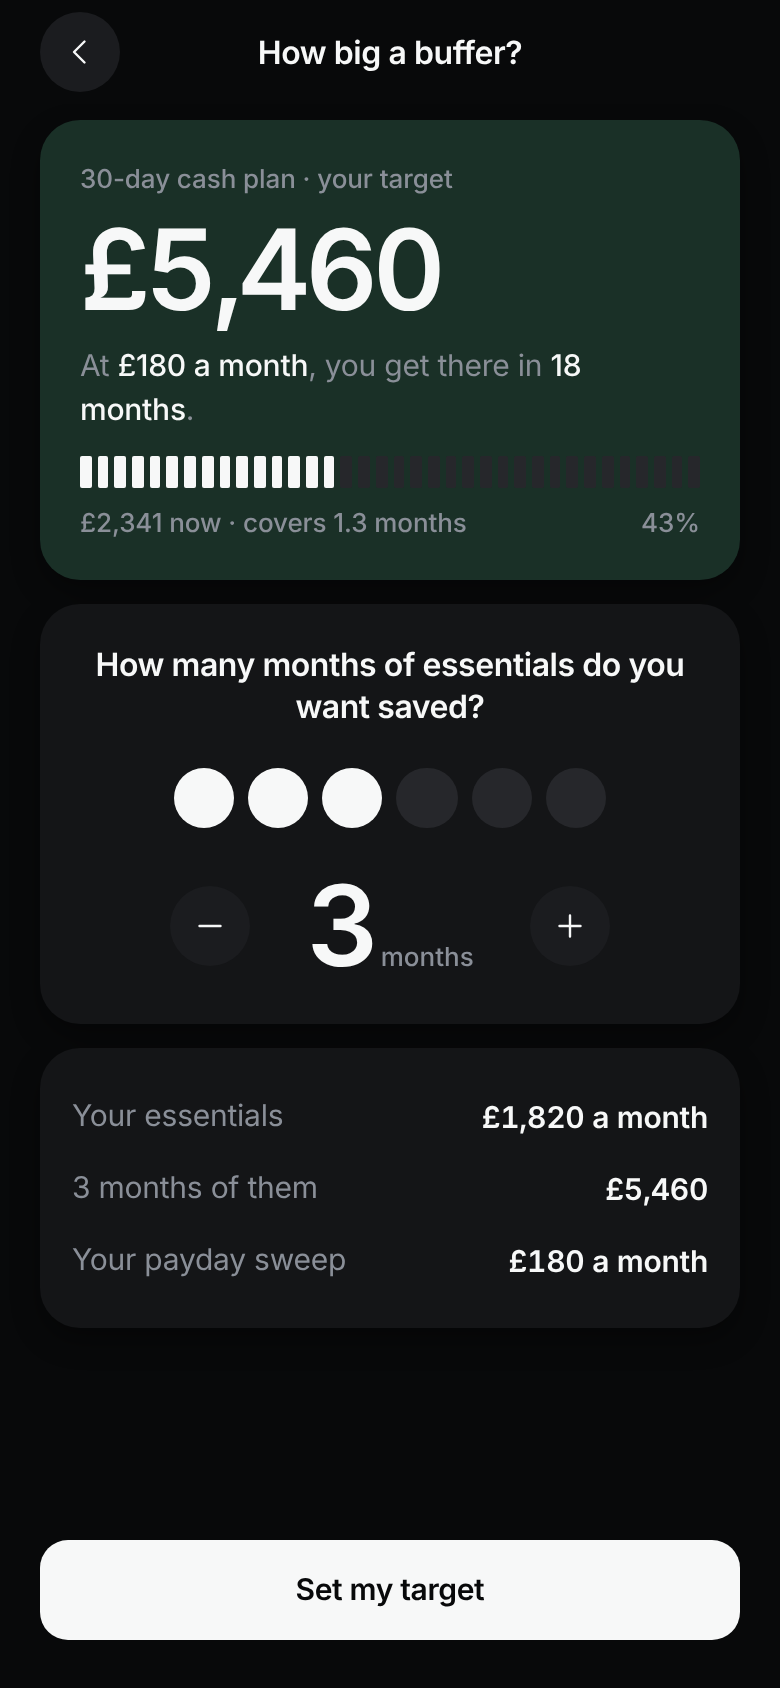 How big a buffer?
30-day cash plan · your target
£5,460
At £180 a month, you get there in 18
months.
£2,341 now · covers 1.3 months 43%
How many months of essentials do you
want saved?
3 months
Your essentials £1,820 a month
3 months of them £5,460
Your payday sweep £180 a month
Set my target